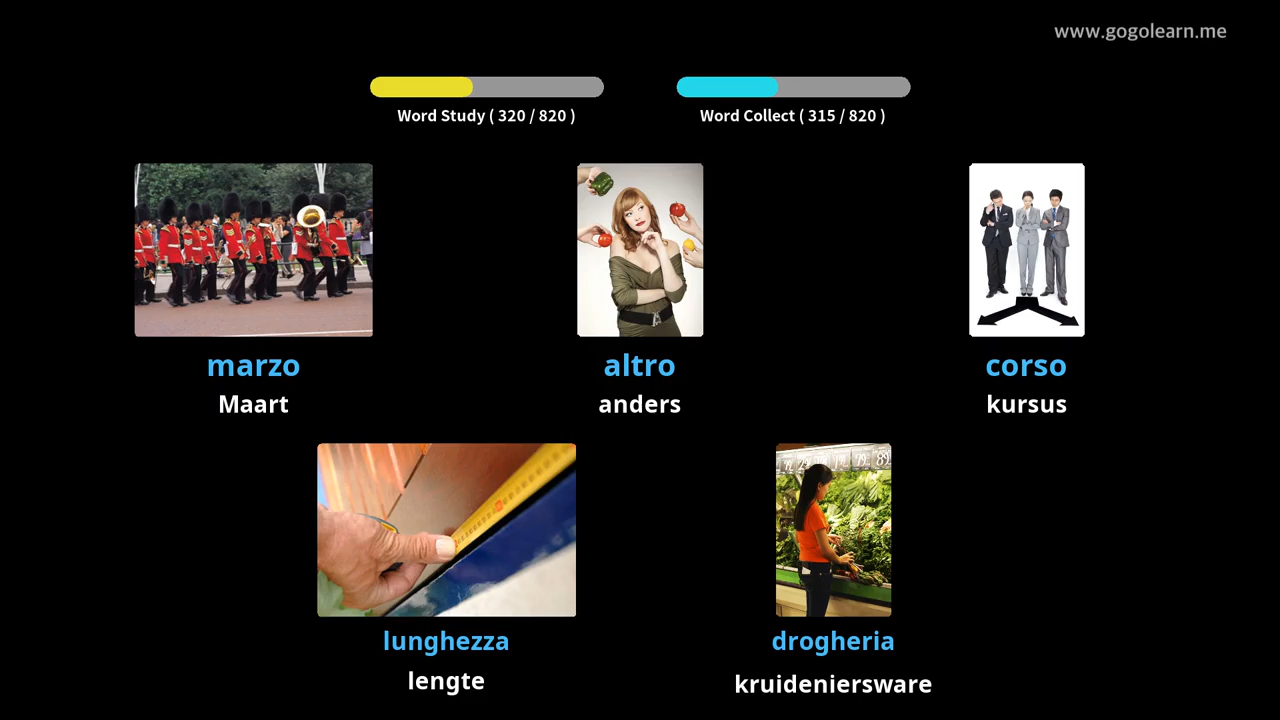 www.gogolearn.me
Word Study ( 320 / 820 )
Word Collect ( 315 / 820 )
marzo
Maart
altro
anders
corso
kursus
lunghezza
lengte
drogheria
kruideniersware